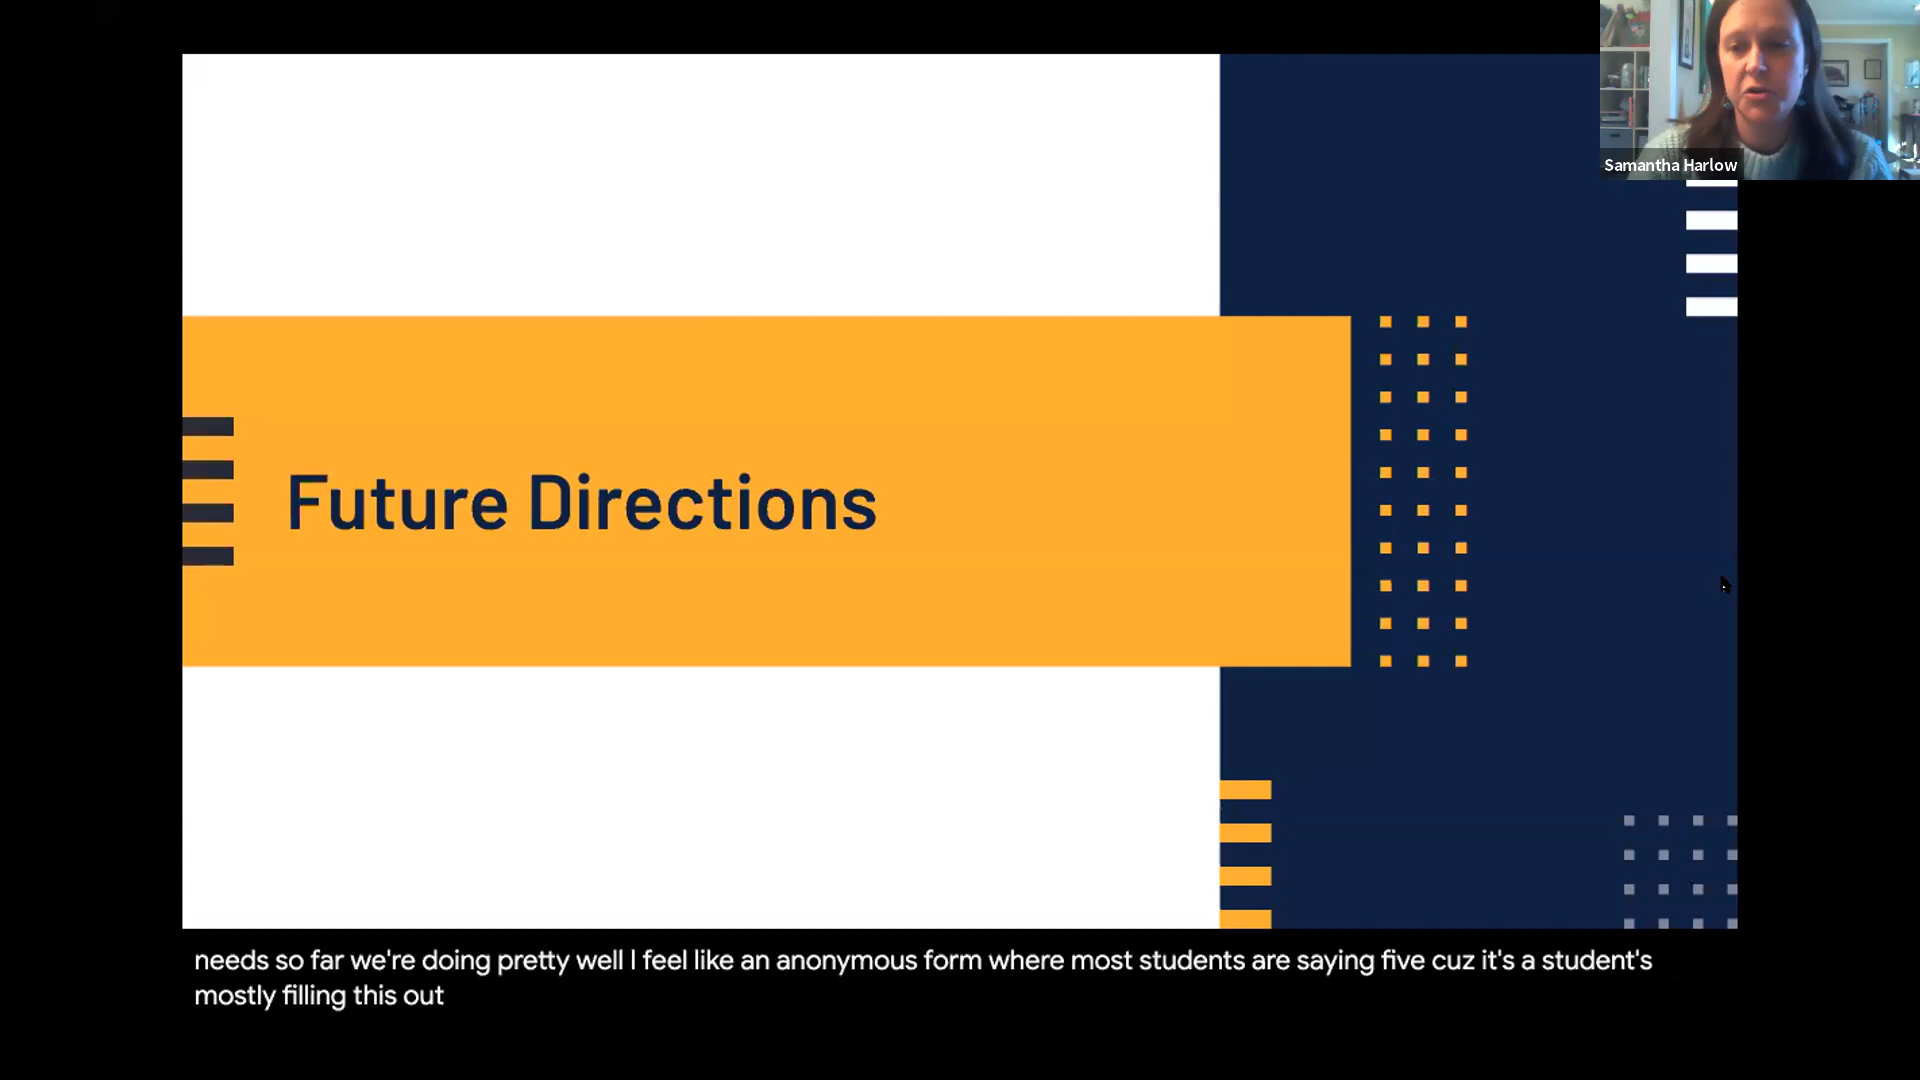 Samantha Harlow
Future Directions
needs so far we're doing pretty well I feel like an anonymous form where most students are saying five cuz it's a student's
mostly filling this out